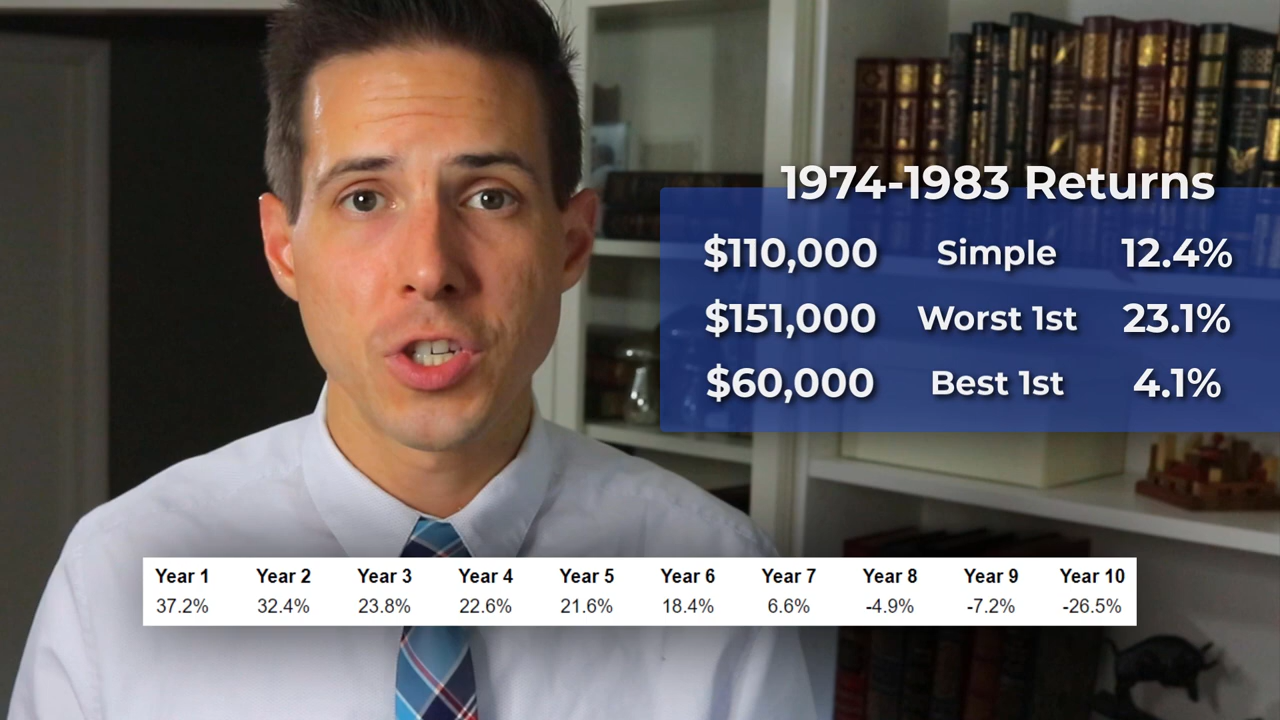 1974-1983 Returns
$110,000 Simple 12.4%
$151,000 Worst 1st 23.1%
$60,000 Best 1st 4.1%
Year 1 Year 2 Year 3 Year 4 Year 5 Year 6 Year 7 Year 8 Year 9 Year 10
37.2% 32.4% 23.8% 22.6% 21.6% 18.4% 6.6% -4.9% -7.2% -26.5%